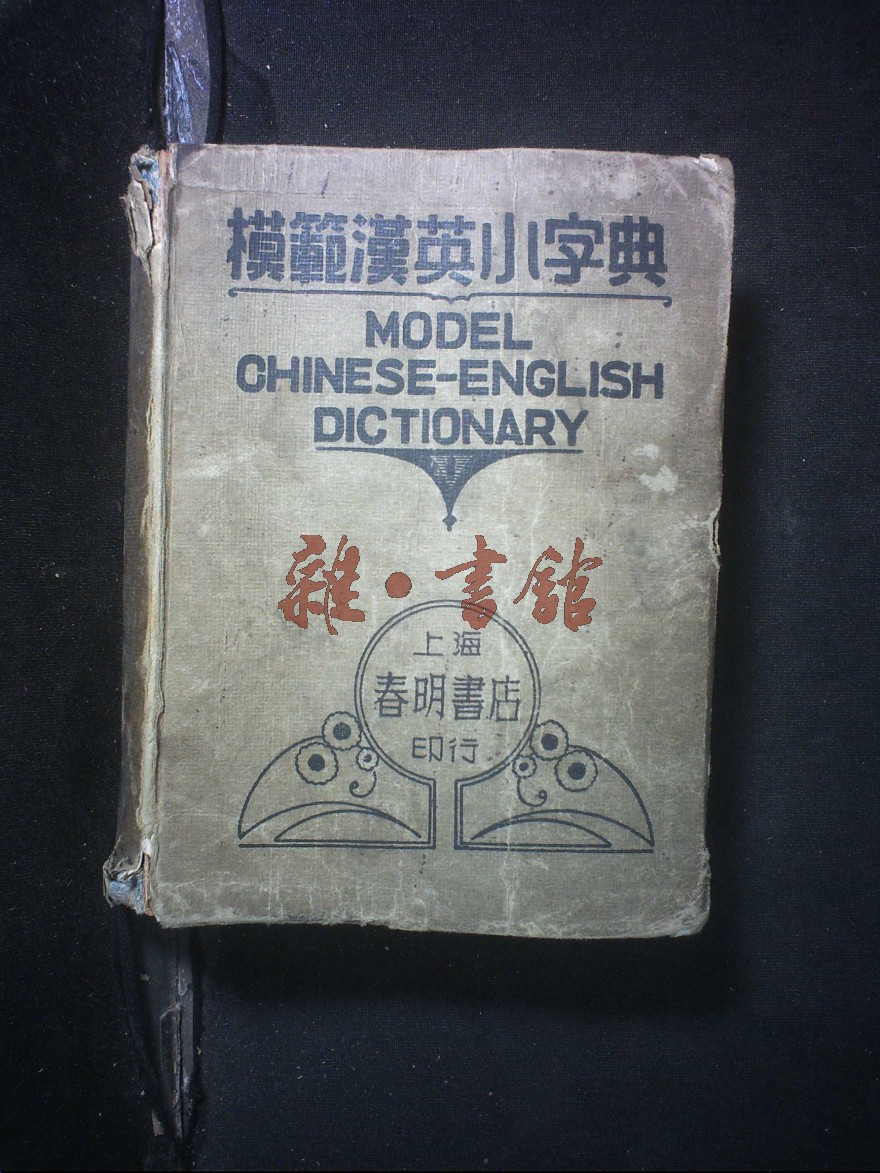 模範漢英小字典
MODEL
CHINESE-ENGLISH
DICTIONARY
雜·書館
上海
春明書店
印行